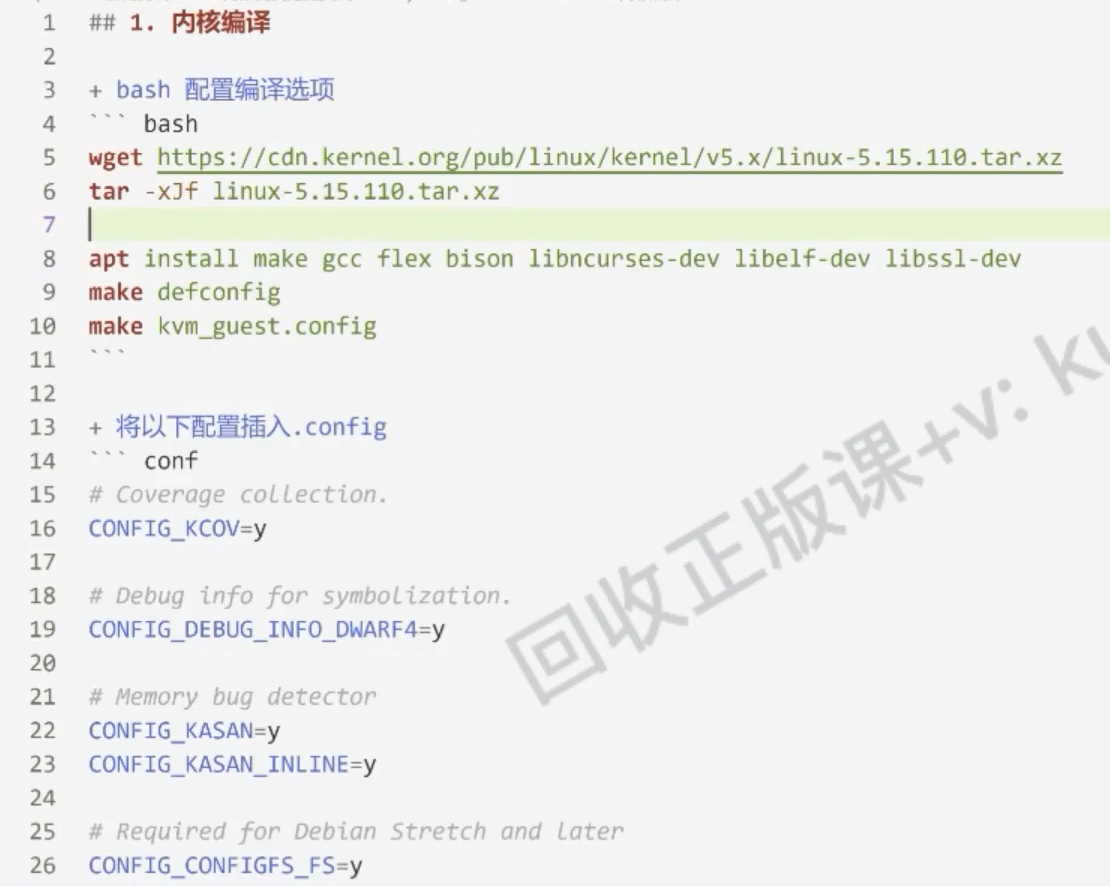 1 ## 1. 内核编译
2
3 + bash 配置编译选项
4 ``` bash
5 wget https://cdn.kernel.org/pub/linux/kernel/v5.x/linux-5.15.110.tar.xz
6 tar -xJf linux-5.15.110.tar.xz
7
8 apt install make gcc flex bison libncurses-dev libelf-dev libssl-dev
9 make defconfig
10 make kvm_guest.config
11 ```
12
13 + 将以下配置插入.config
14 ``` conf
15 # Coverage collection.
16 CONFIG_KCOV=y
17
18 # Debug info for symbolization.
19 CONFIG_DEBUG_INFO_DWARF4=y
20
21 # Memory bug detector
22 CONFIG_KASAN=y
23 CONFIG_KASAN_INLINE=y
24
25 # Required for Debian Stretch and later
26 CONFIG_CONFIGFS_FS=y
回收正版课+v: